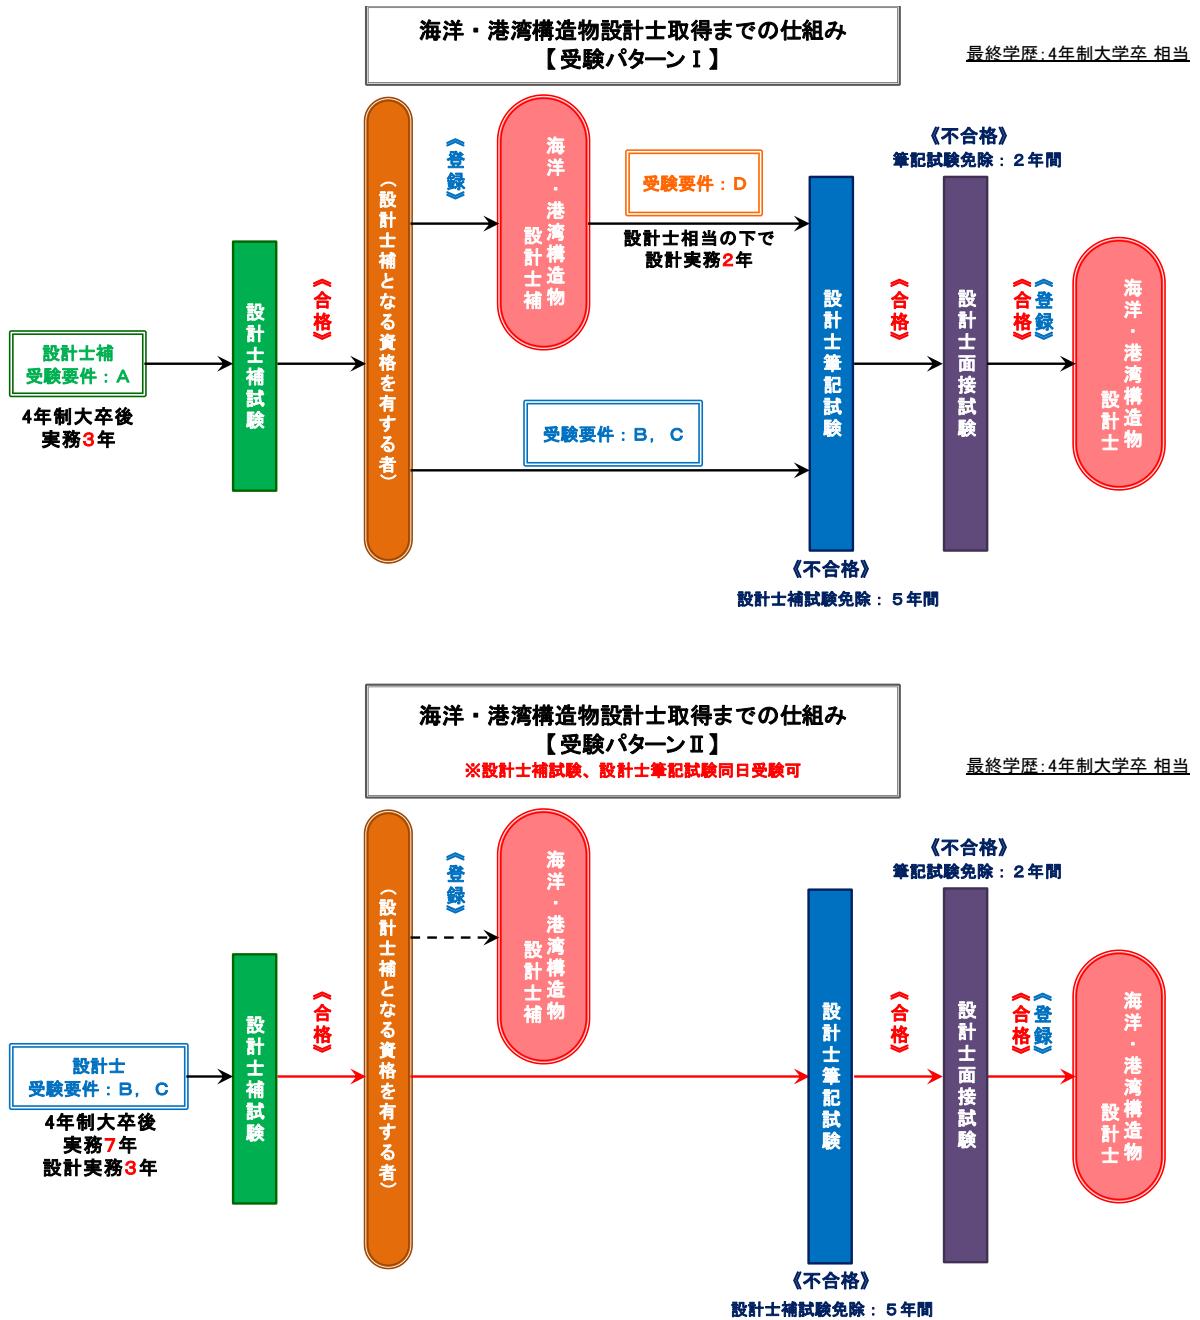 海洋・港湾構造物設計士取得までの仕組み
【受験パターンⅠ】
最終学歴：4年制大学卒 相当
設計士補
受験要件：A
4年制大卒後
実務3年
設計士補試験
《合格》
（設計士補となる資格を有する者）
《登録》
海洋・港湾構造物
設計士補
受験要件：D
設計士相当の下で
設計実務2年
受験要件：B，C
設計士筆記試験
《不合格》
設計士補試験免除：５年間
《合格》
《不合格》
筆記試験免除：２年間
設計士面接試験
《登録》
《合格》
海洋・港湾構造物
設計士
海洋・港湾構造物設計士取得までの仕組み
【受験パターンⅡ】
※設計士補試験、設計士筆記試験同日受験可
最終学歴：4年制大学卒 相当
設計士
受験要件：B，C
4年制大卒後
実務7年
設計実務3年
設計士補試験
《合格》
（設計士補となる資格を有する者）
《登録》
海洋・港湾構造物
設計士補
設計士筆記試験
《不合格》
設計士補試験免除：５年間
《合格》
《不合格》
筆記試験免除：２年間
設計士面接試験
《登録》
《合格》
海洋・港湾構造物
設計士